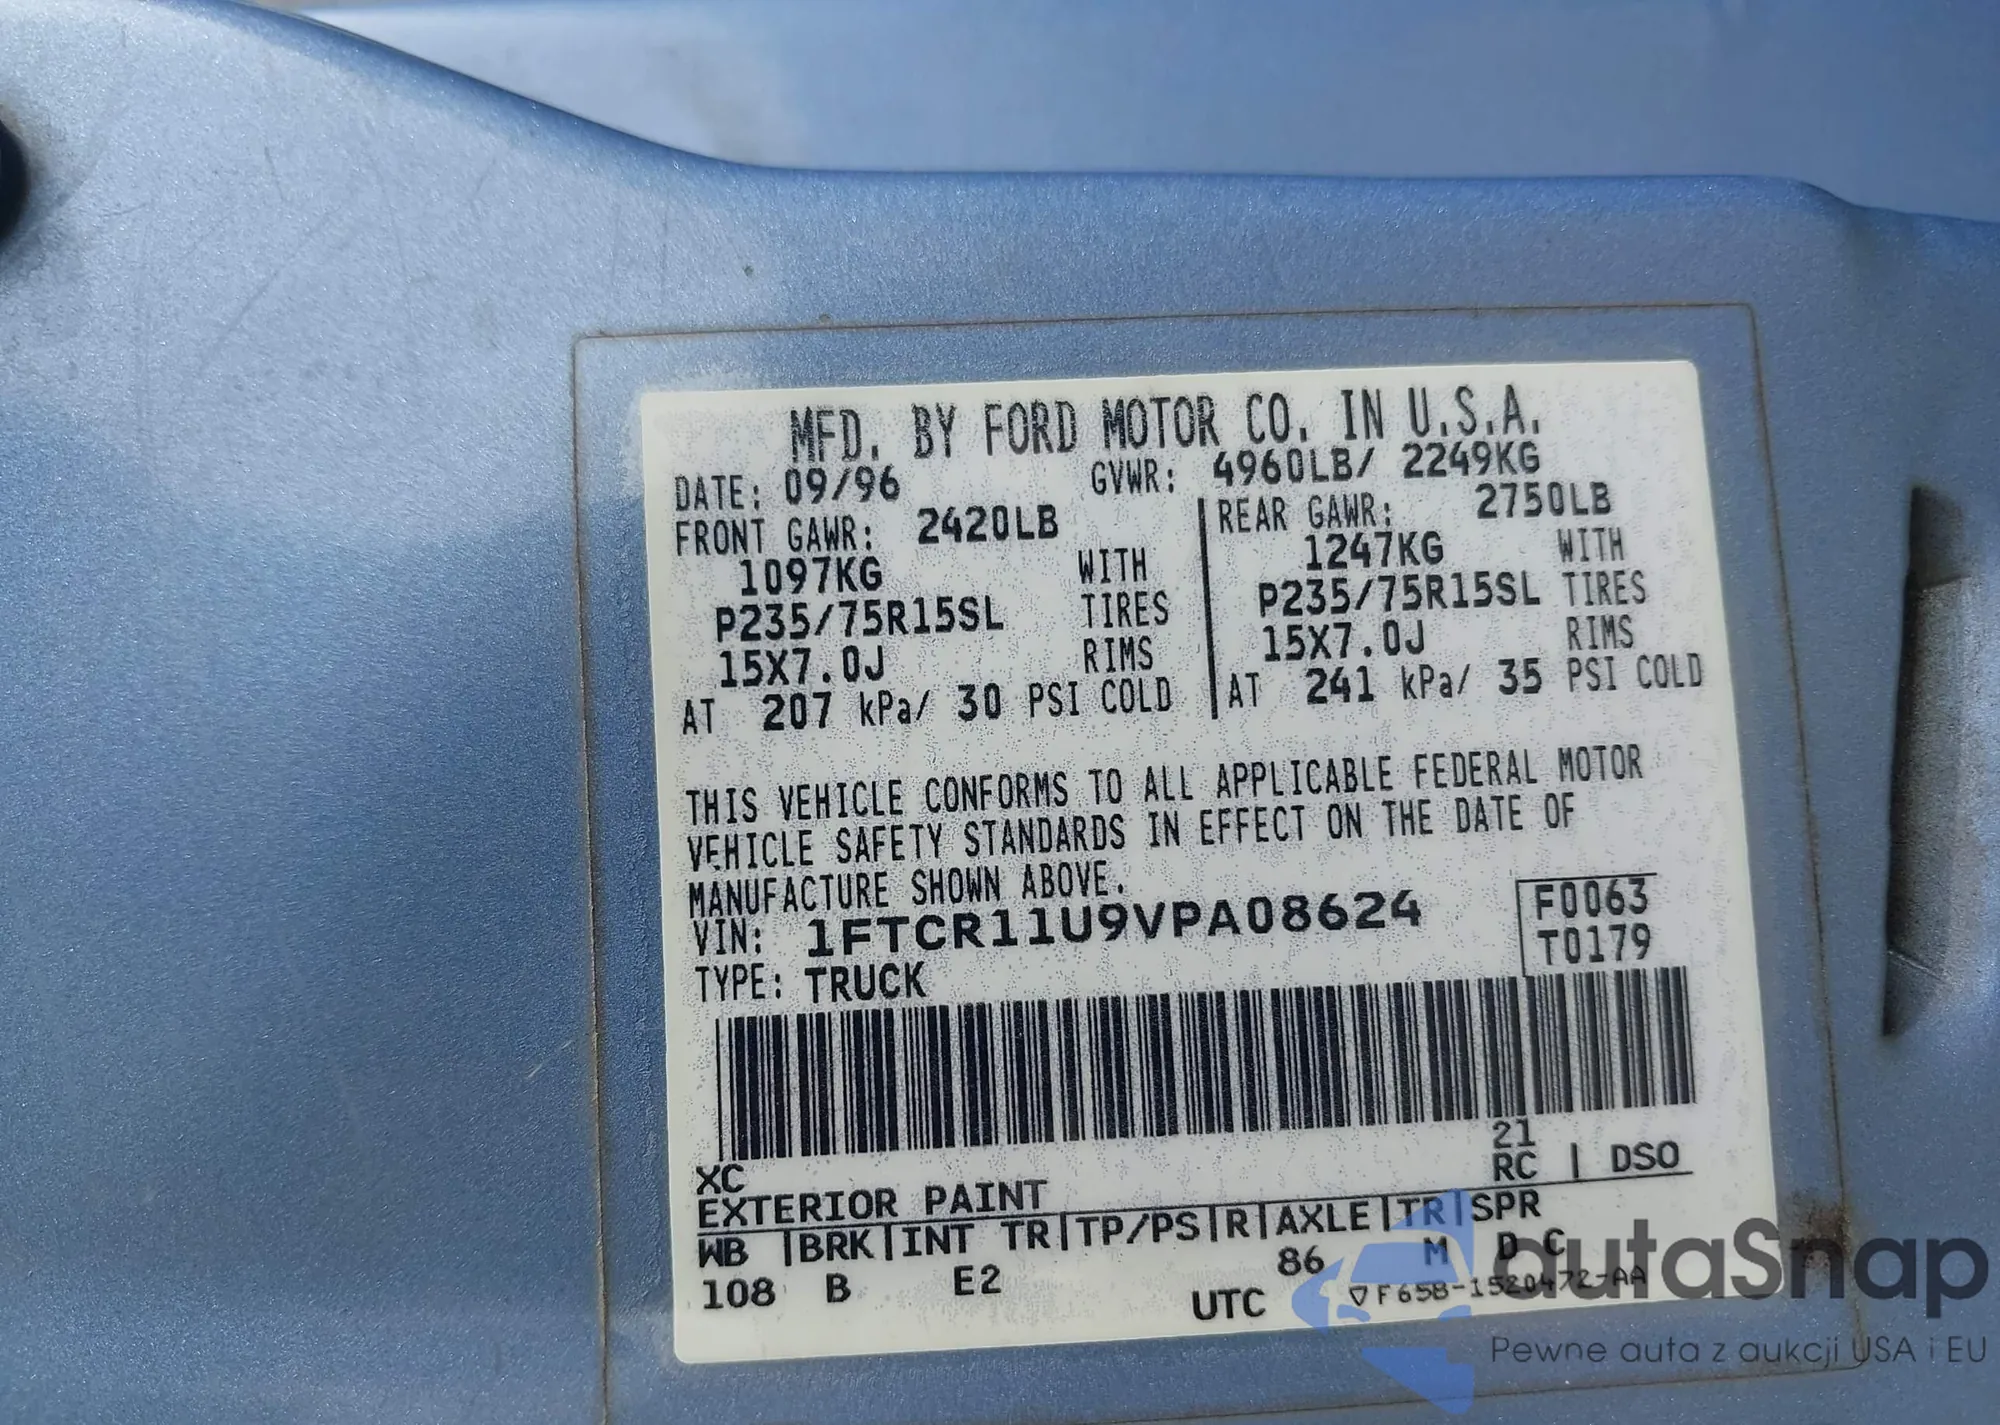 MFD. BY FORD MOTOR CO. IN U.S.A.
DATE: 09/96 GVWR: 4960LB/ 2249KG
FRONT GAWR: 2420LB REAR GAWR: 2750LB
1097KG WITH 1247KG WITH
P235/75R15SL TIRES P235/75R15SL TIRES
15X7.0J RIMS 15X7.0J RIMS
AT 207 kPa/ 30 PSI COLD AT 241 kPa/ 35 PSI COLD
THIS VEHICLE CONFORMS TO ALL APPLICABLE FEDERAL MOTOR
VEHICLE SAFETY STANDARDS IN EFFECT ON THE DATE OF
MANUFACTURE SHOWN ABOVE.
VIN: 1FTCR11U9VPA08624 F0063
TYPE: TRUCK T0179
21
XC RC | DSO
EXTERIOR PAINT
WB |BRK|INT TR|TP/PS|R|AXLE|TR|SPR
108 B E2 86 M D C
UTC ▽F65B-1520472-AA
autaSnap
Pewne auta z aukcji USA i EU